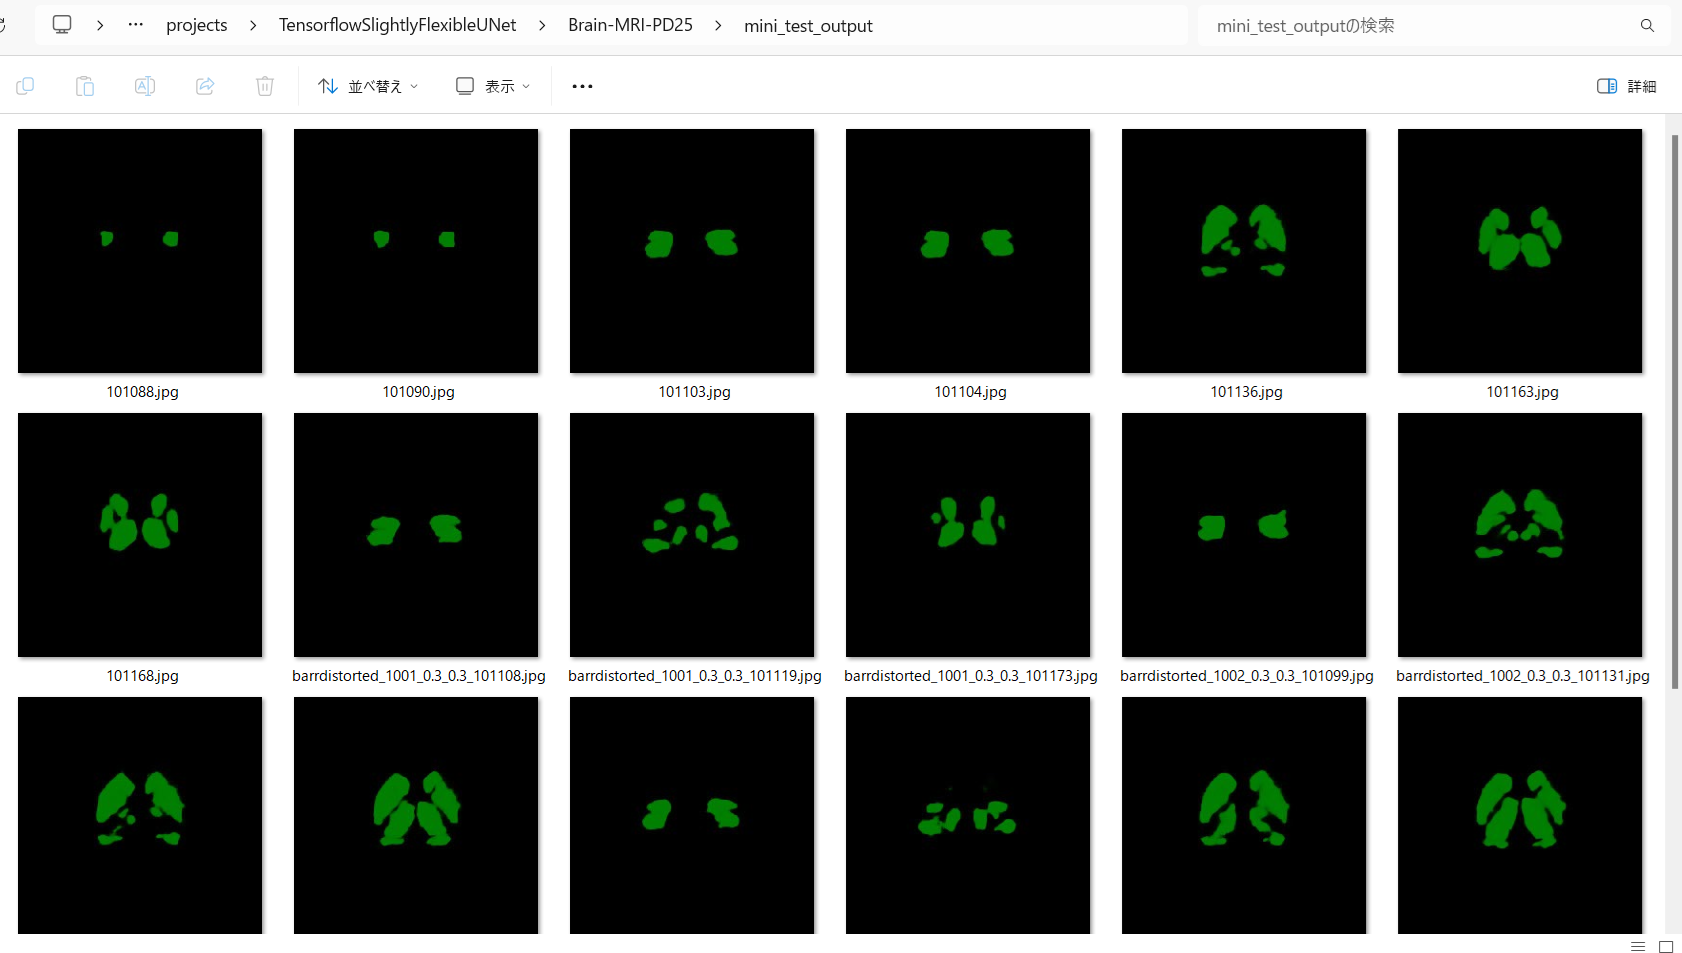 projects > TensorflowSlightlyFlexibleUNet > Brain-MRI-PD25 > mini_test_output
mini_test_outputの検索
並べ替え 表示 詳細
101088.jpg 101090.jpg 101103.jpg 101104.jpg 101136.jpg 101163.jpg
101168.jpg barrdistorted_1001_0.3_0.3_101108.jpg barrdistorted_1001_0.3_0.3_101119.jpg barrdistorted_1001_0.3_0.3_101173.jpg barrdistorted_1002_0.3_0.3_101099.jpg barrdistorted_1002_0.3_0.3_101131.jpg